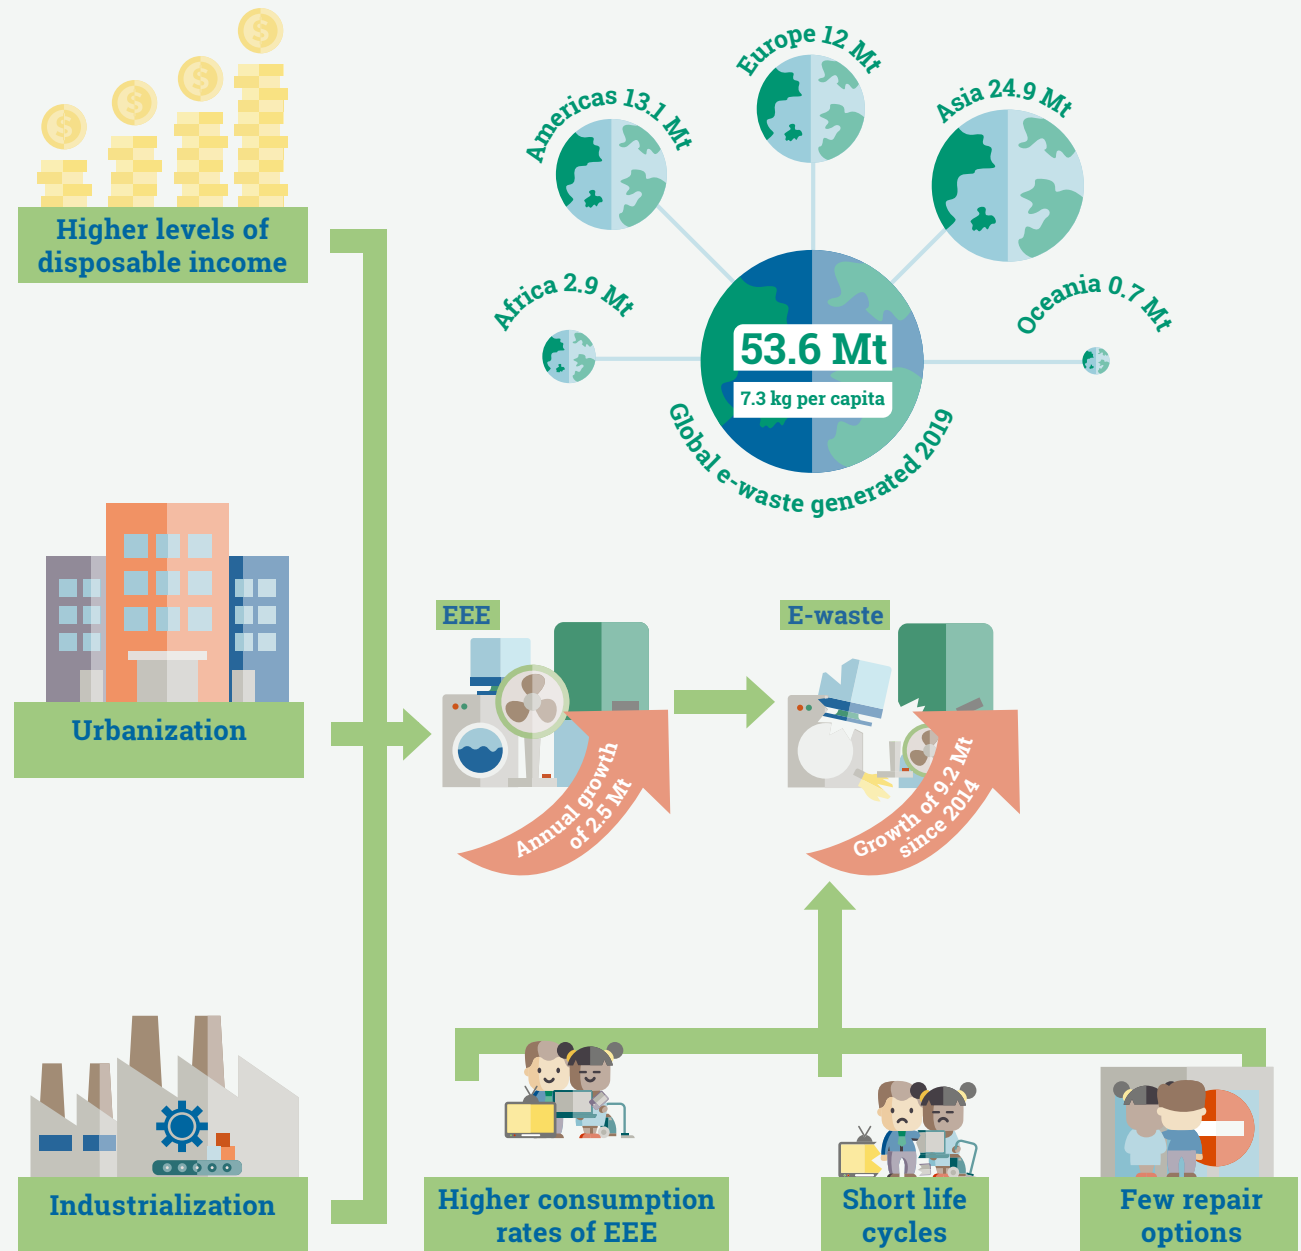 Higher levels of
disposable income
Americas 13.1 Mt
Europe 12 Mt
Asia 24.9 Mt
Africa 2.9 Mt
Oceania 0.7 Mt
53.6 Mt
7.3 kg per capita
Global e-waste generated 2019
Urbanization
EEE
Annual growth
of 2.5 Mt
E-waste
Growth of 9.2 Mt
since 2014
Industrialization
Higher consumption
rates of EEE
Short life
cycles
Few repair
options